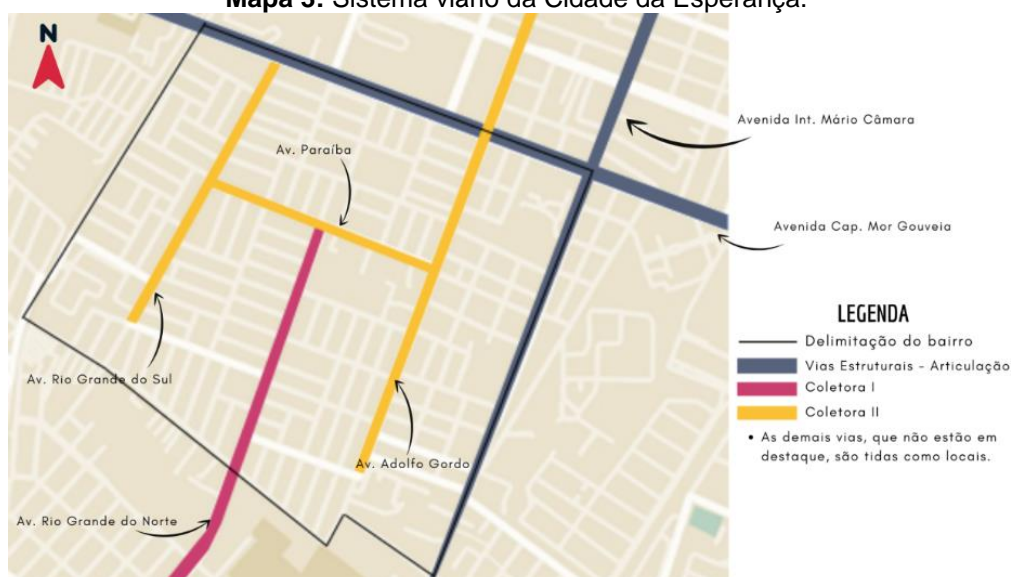 Mapa 3: Sistema viário da Cidade da Esperança.
N
Avenida Int. Mário Câmara
Av. Paraíba
Avenida Cap. Mor Gouveia
LEGENDA
Delimitação do bairro
Vias Estruturais - Articulação
Av. Rio Grande do Sul
Coletora I
Coletora II
• As demais vias, que não estão em
destaque, são tidas como locais.
Av. Adolfo Gordo
Av. Rio Grande do Norte